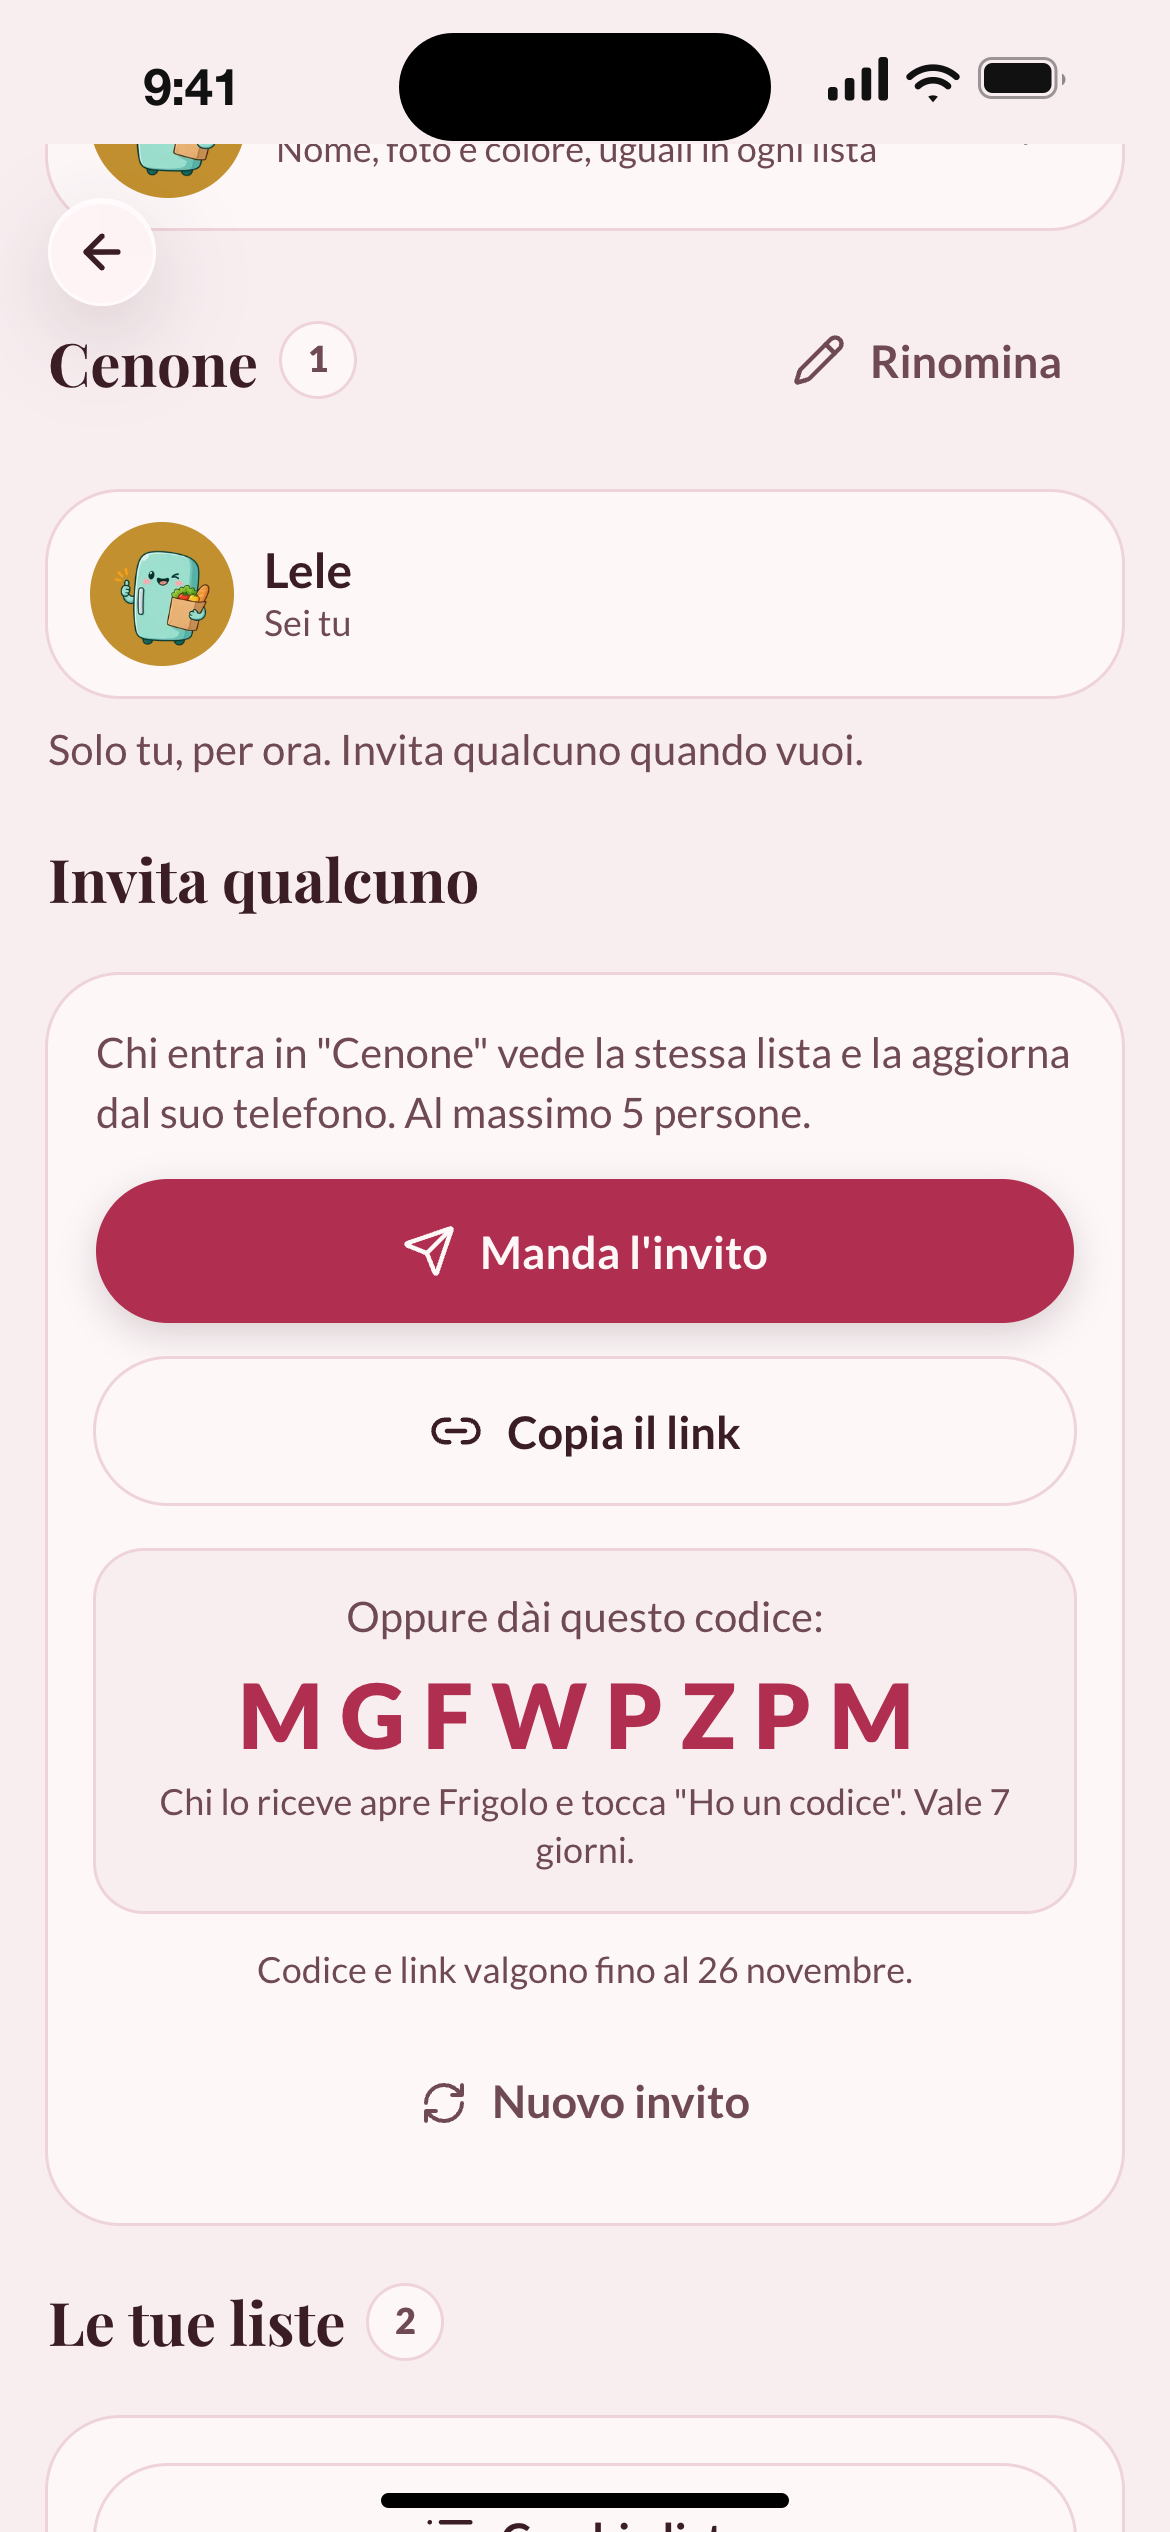 9:41
Nome, foto e colore, uguali in ogni lista
Cenone 1
Rinomina
Lele
Sei tu
Solo tu, per ora. Invita qualcuno quando vuoi.
Invita qualcuno
Chi entra in "Cenone" vede la stessa lista e la aggiorna
dal suo telefono. Al massimo 5 persone.
Manda l'invito
Copia il link
Oppure dài questo codice:
MGFWPZPM
Chi lo riceve apre Frigolo e tocca "Ho un codice". Vale 7
giorni.
Codice e link valgono fino al 26 novembre.
Nuovo invito
Le tue liste 2